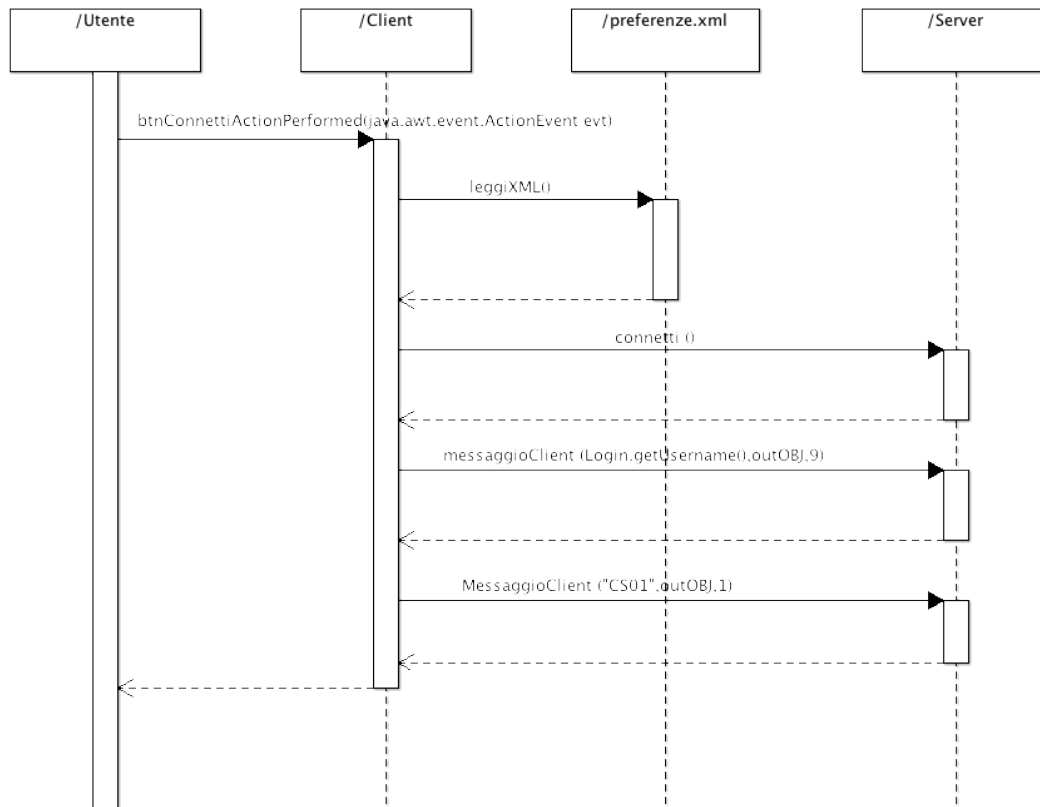 /Utente
/Client
/preferenze.xml
/Server
btnConnettiActionPerformed(java.awt.event.ActionEvent evt)
leggiXML()
connetti ()
messaggioClient (Login.getUsername(),outOBJ,9)
MessaggioClient ("CS01",outOBJ,1)